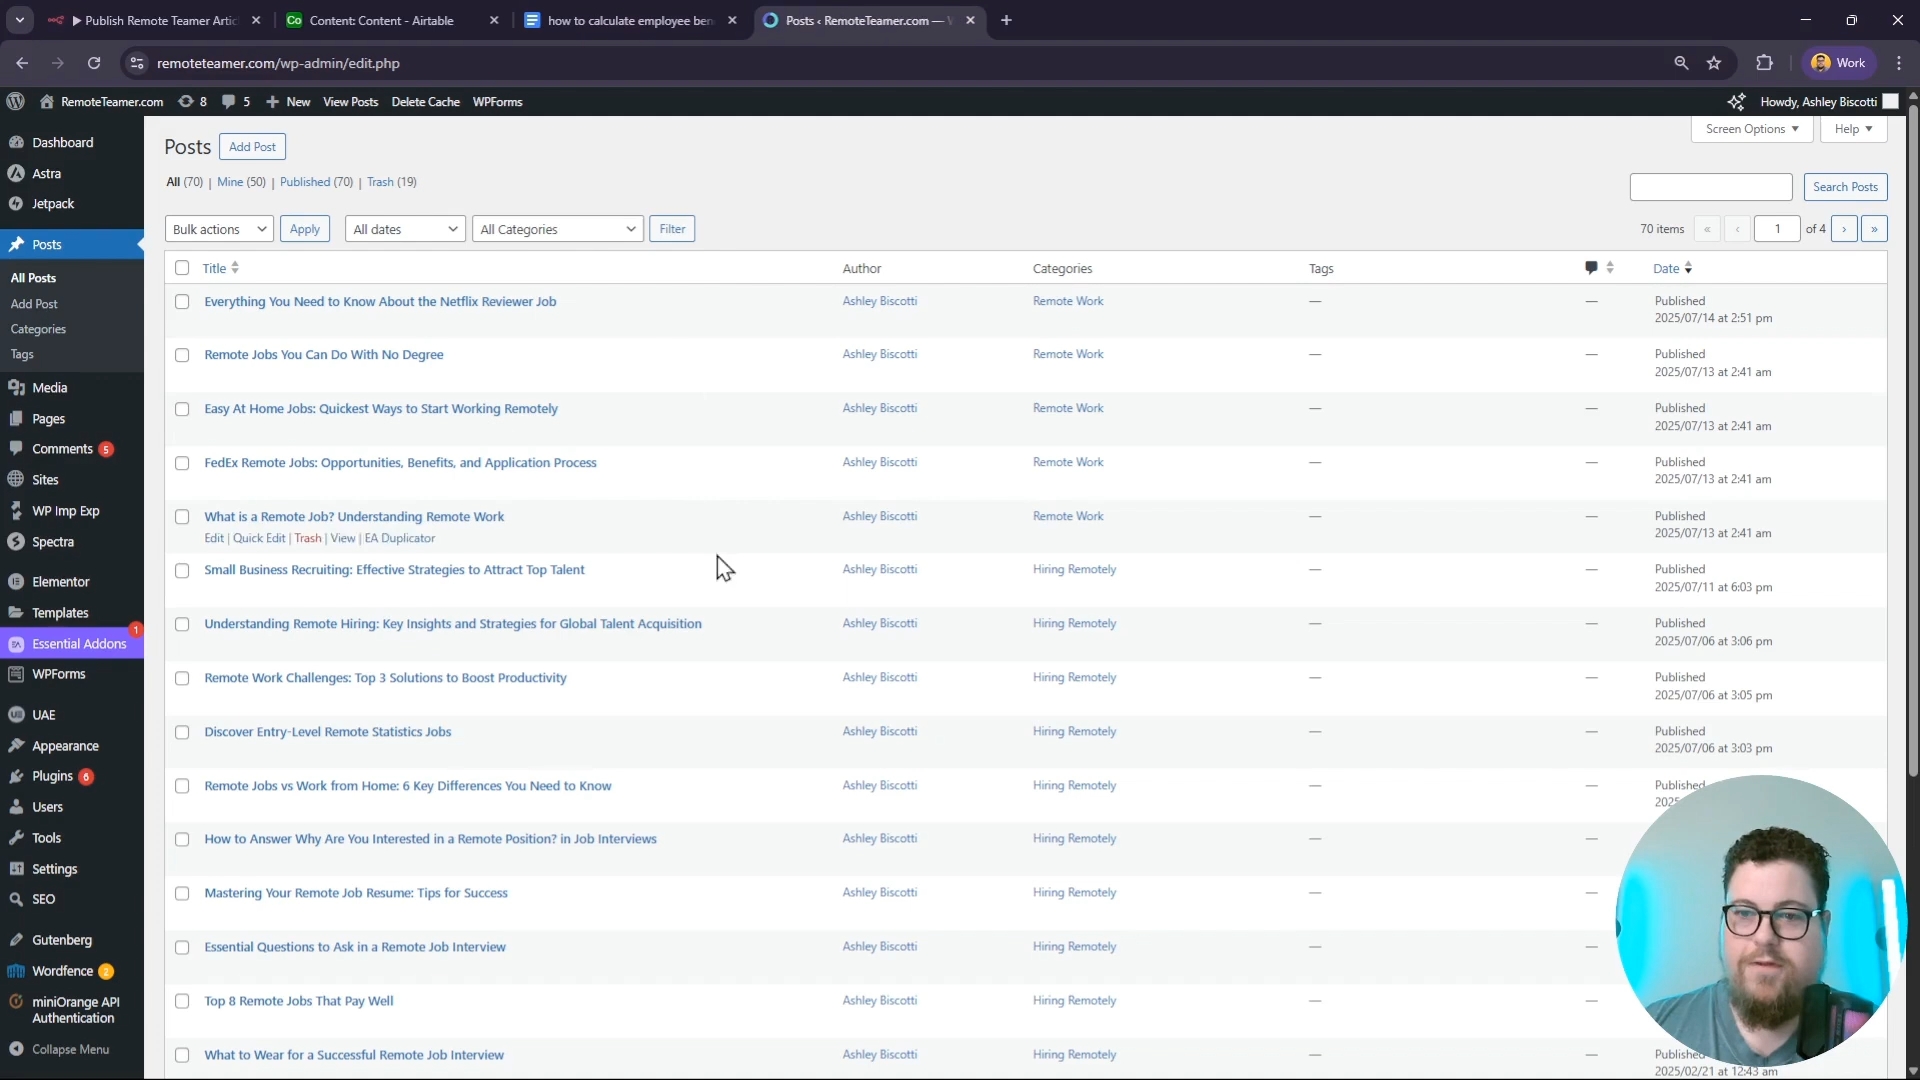 ▶ Publish Remote Teamer Artic
Content: Content - Airtable
how to calculate employee ben
Posts ‹ RemoteTeamer.com —
remoteteamer.com/wp-admin/edit.php
Work
RemoteTeamer.com
8
5
New
View Posts
Delete Cache
WPForms
Howdy, Ashley Biscotti
Dashboard
Astra
Jetpack
Posts
All Posts
Add Post
Categories
Tags
Media
Pages
Comments 5
Sites
WP Imp Exp
Spectra
Elementor
Templates
Essential Addons 1
WPForms
UAE
Appearance
Plugins 6
Users
Tools
Settings
SEO
Gutenberg
Wordfence 2
miniOrange API
Authentication
Collapse Menu
Posts
Add Post
Screen Options
Help
All (70) | Mine (50) | Published (70) | Trash (19)
Search Posts
Bulk actions
Apply
All dates
All Categories
Filter
70 items « ‹ 1 of 4 › »
Title
Author
Categories
Tags
Date
Everything You Need to Know About the Netflix Reviewer Job
Ashley Biscotti
Remote Work
—
—
Published
2025/07/14 at 2:51 pm
Remote Jobs You Can Do With No Degree
Ashley Biscotti
Remote Work
—
—
Published
2025/07/13 at 2:41 am
Easy At Home Jobs: Quickest Ways to Start Working Remotely
Ashley Biscotti
Remote Work
—
—
Published
2025/07/13 at 2:41 am
FedEx Remote Jobs: Opportunities, Benefits, and Application Process
Ashley Biscotti
Remote Work
—
—
Published
2025/07/13 at 2:41 am
What is a Remote Job? Understanding Remote Work
Edit | Quick Edit | Trash | View | EA Duplicator
Ashley Biscotti
Remote Work
—
—
Published
2025/07/13 at 2:41 am
Small Business Recruiting: Effective Strategies to Attract Top Talent
Ashley Biscotti
Hiring Remotely
—
—
Published
2025/07/11 at 6:03 pm
Understanding Remote Hiring: Key Insights and Strategies for Global Talent Acquisition
Ashley Biscotti
Hiring Remotely
—
—
Published
2025/07/06 at 3:06 pm
Remote Work Challenges: Top 3 Solutions to Boost Productivity
Ashley Biscotti
Hiring Remotely
—
—
Published
2025/07/06 at 3:05 pm
Discover Entry-Level Remote Statistics Jobs
Ashley Biscotti
Hiring Remotely
—
—
Published
2025/07/06 at 3:03 pm
Remote Jobs vs Work from Home: 6 Key Differences You Need to Know
Ashley Biscotti
Hiring Remotely
—
—
Published
How to Answer Why Are You Interested in a Remote Position? in Job Interviews
Ashley Biscotti
Hiring Remotely
—
—
Mastering Your Remote Job Resume: Tips for Success
Ashley Biscotti
Hiring Remotely
—
—
Essential Questions to Ask in a Remote Job Interview
Ashley Biscotti
Hiring Remotely
—
—
Top 8 Remote Jobs That Pay Well
Ashley Biscotti
Hiring Remotely
—
—
What to Wear for a Successful Remote Job Interview
Ashley Biscotti
Hiring Remotely
—
—
Published
2025/02/21 at 12:43 am